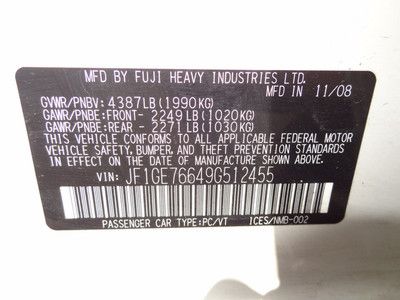 MFD BY FUJI HEAVY INDUSTRIES LTD.
MFD IN 11/08
GVWR/PNBV: 4387LB(1990KG)
GAWR/PNBE:FRONT- 2249LB(1020KG)
GAWR/PNBE:REAR - 2271LB(1030KG)
THIS VEHICLE CONFORMS TO ALL APPLICABLE FEDERAL MOTOR
VEHICLE SAFETY, BUMPER, AND THEFT PREVENTION STANDARDS
IN EFFECT ON THE DATE OF MANUFACTURE SHOWN ABOVE.
VIN: JF1GE76649G512455
PASSENGER CAR TYPE:PC/VT ICES/NMB-002